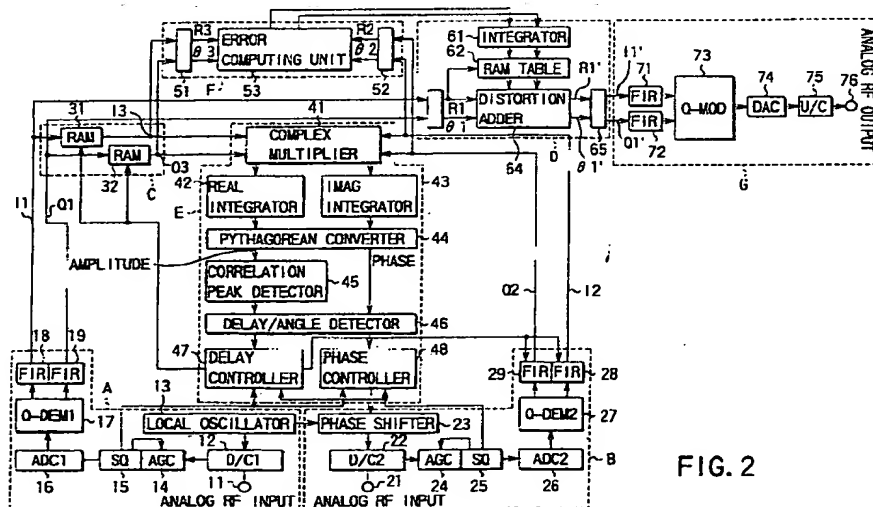 R3
θ3
ERROR
COMPUTING UNIT
R2
θ2
51
F
53
52
61
INTEGRATOR
62
RAM TABLE
R1'
R1
θ1
DISTORTION
ADDER
64
65
θ1'
D
I1'
71
FIR
FIR
72
Q1'
73
Q-MOD
74
DAC
75
U/C
76
ANALOG RF OUTPUT
G
31
I3
RAM
RAM
32
Q3
C
I1
Q1
41
COMPLEX
MULTIPLIER
42
REAL
INTEGRATOR
43
IMAG
INTEGRATOR
E
PYTHAGOREAN CONVERTER
44
AMPLITUDE
PHASE
CORRELATION
PEAK DETECTOR
45
DELAY/ANGLE DETECTOR
46
47
DELAY
CONTROLLER
PHASE
CONTROLLER
48
Q2
I2
18
19
FIR
FIR
A
Q-DEM1
17
ADC1
16
SQ
15
AGC
14
13
LOCAL OSCILLATOR
12
D/C1
11
ANALOG RF INPUT
PHASE SHIFTER
23
22
D/C2
21
ANALOG RF INPUT
AGC
24
SQ
25
29
FIR
FIR
28
Q-DEM2
27
ADC2
26
B
FIG. 2